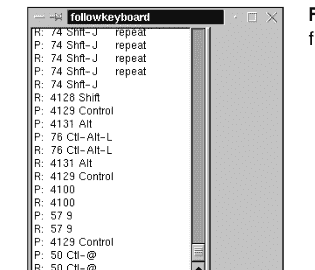 followkeyboard
R: 74 Shft-J repeat
P: 74 Shft-J repeat
R: 74 Shft-J repeat
P: 74 Shft-J repeat
R: 74 Shft-J
R: 4128 Shift
P: 4129 Control
P: 4131 Alt
P: 76 Ctl-Alt-L
R: 76 Ctl-Alt-L
R: 4131 Alt
R: 4129 Control
P: 4100
R: 4100
P: 57 9
R: 57 9
P: 4129 Control
P: 50 Ctl-@
R: 50 Ctl-@